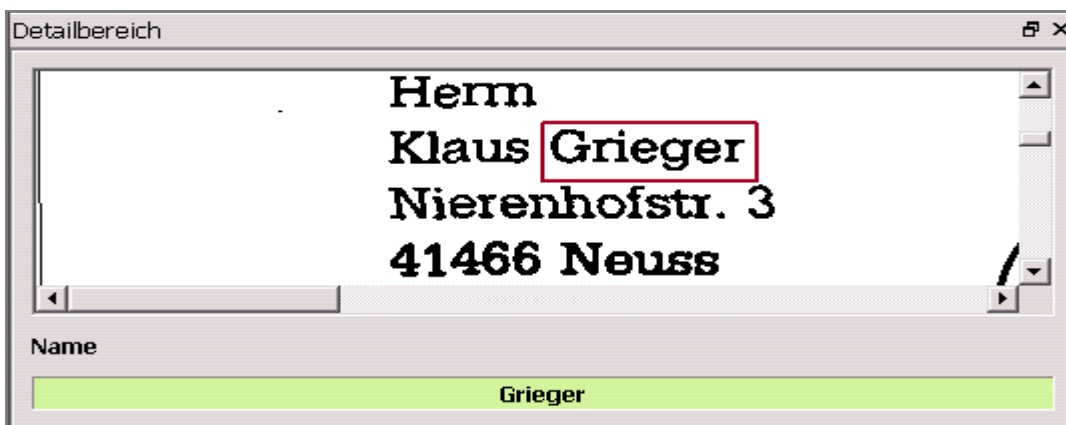 Detailbereich
Herrn
Klaus Grieger
Nierenhofstr. 3
41466 Neuss
Name
Grieger